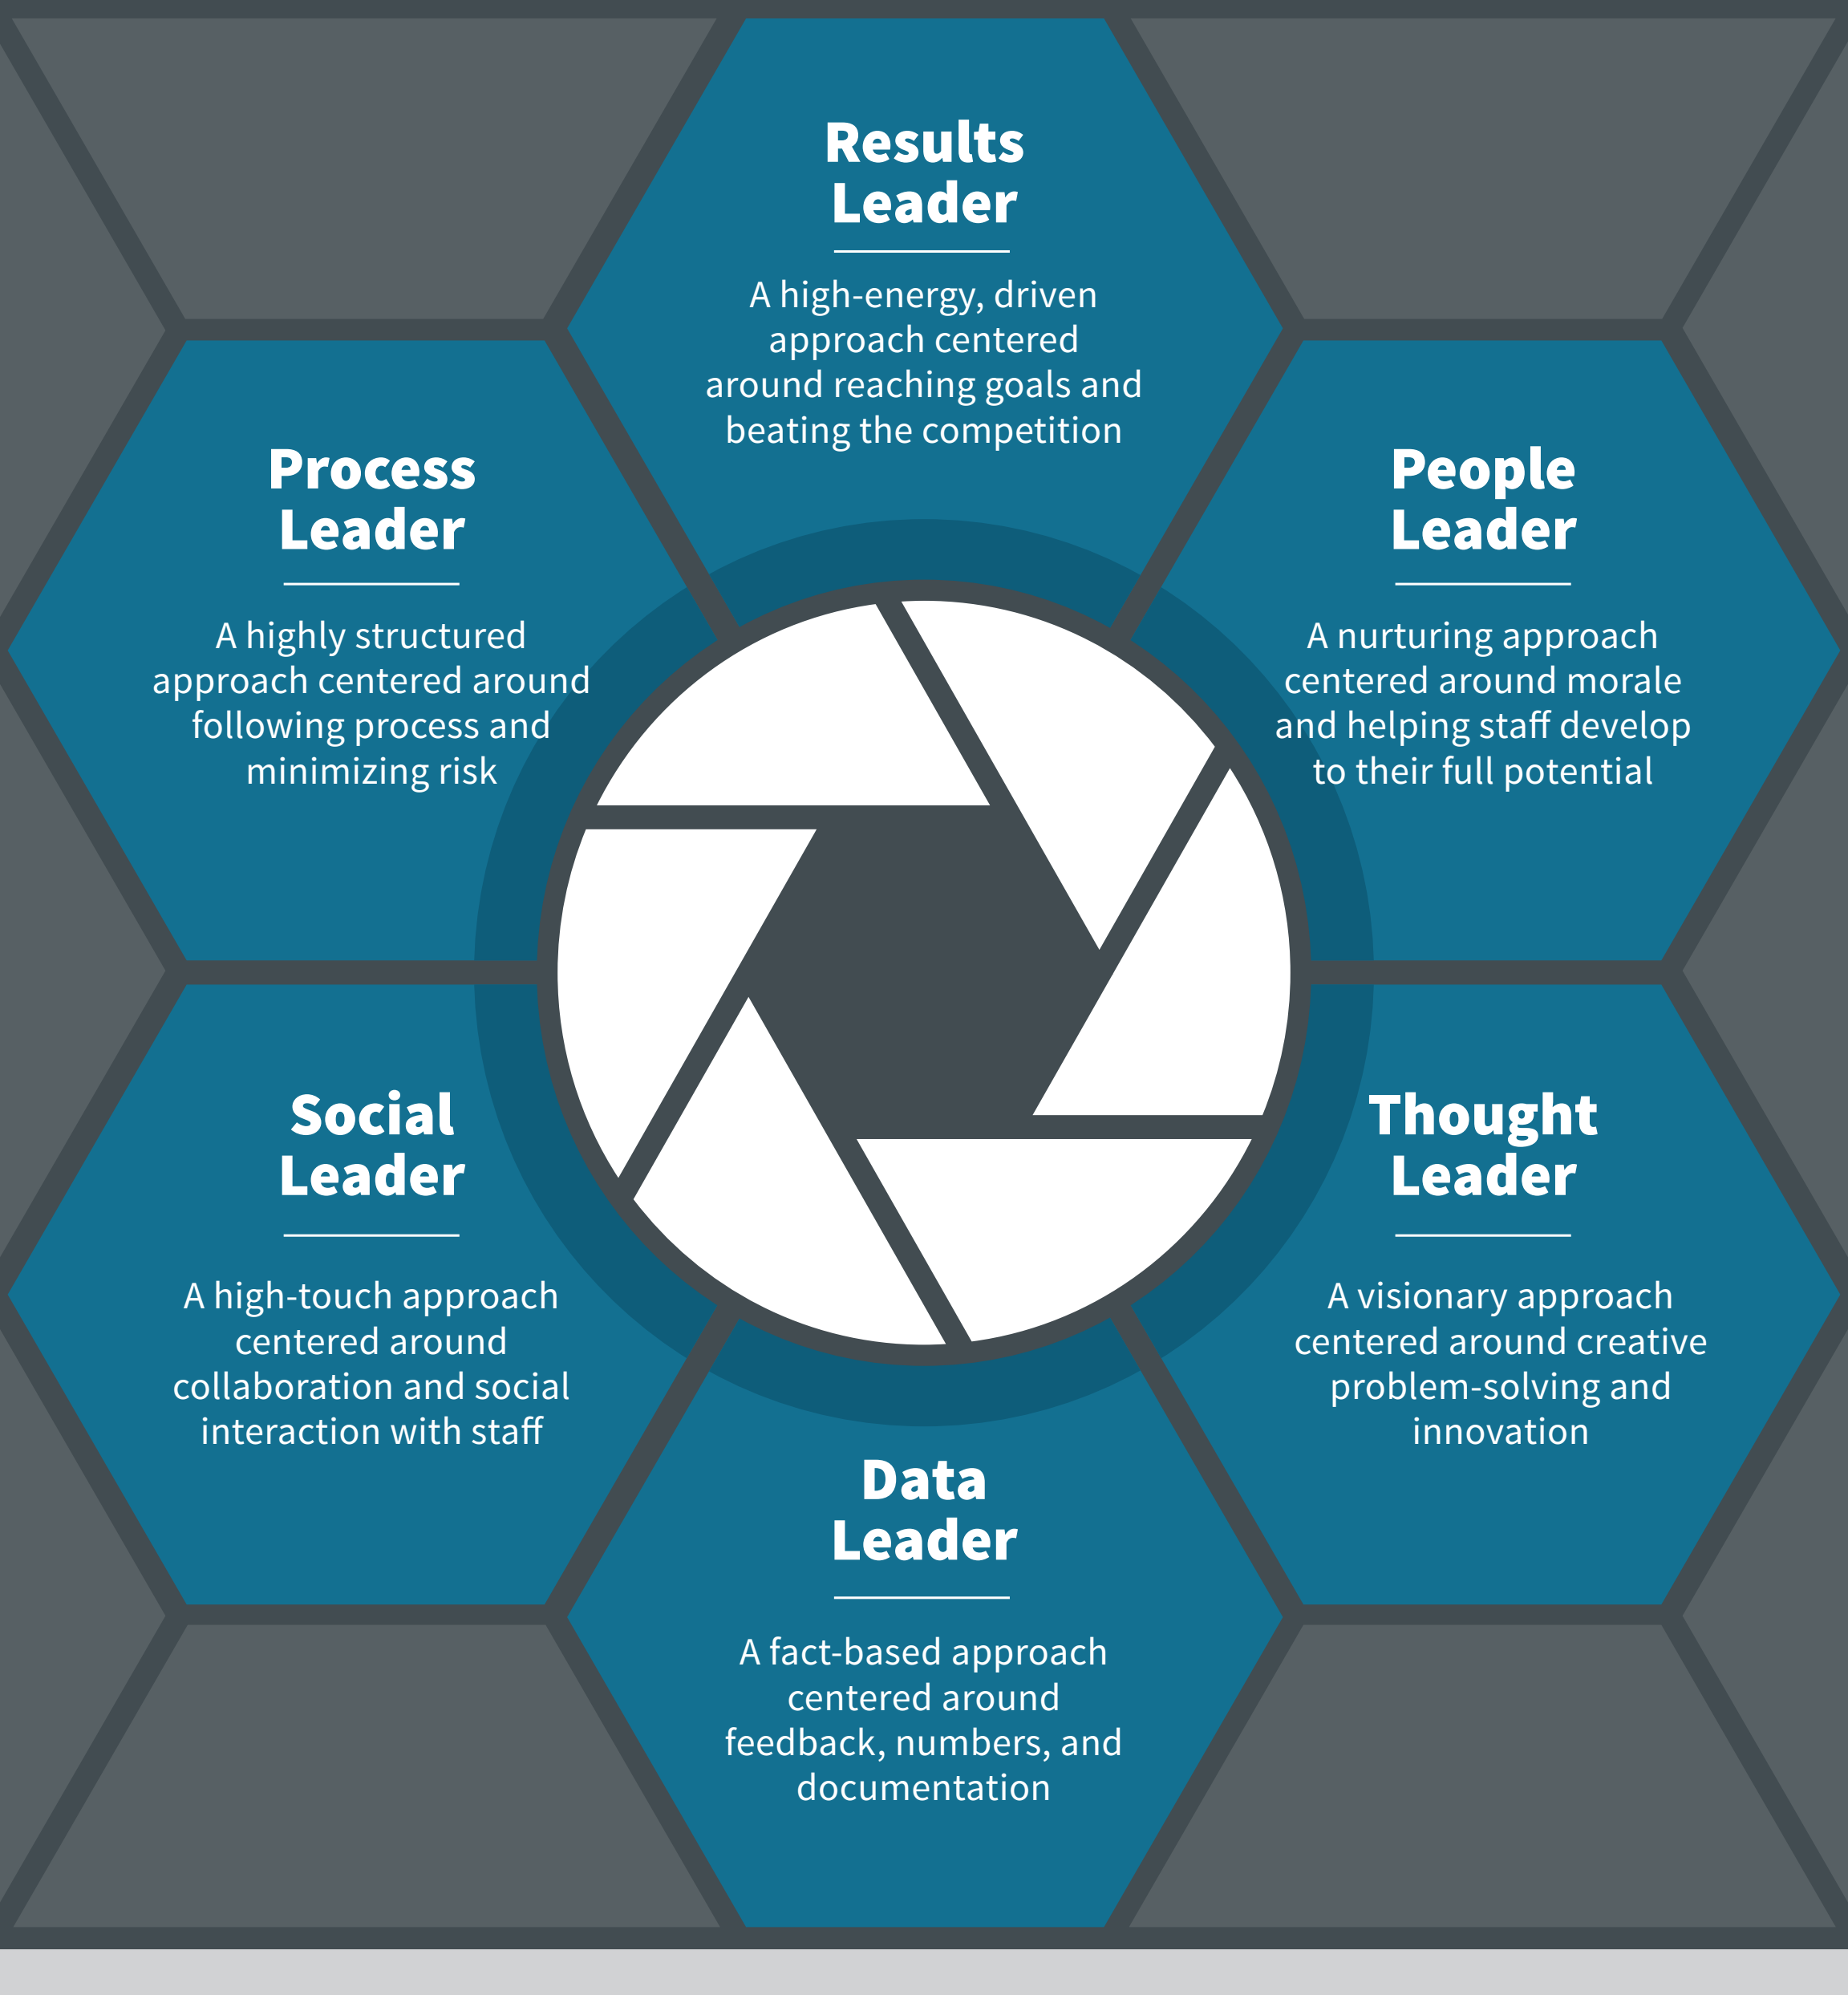 Results
Leader
A high-energy, driven
approach centered
around reaching goals and
beating the competition
Process
Leader
A highly structured
approach centered around
following process and
minimizing risk
People
Leader
A nurturing approach
centered around morale
and helping staff develop
to their full potential
Social
Leader
A high-touch approach
centered around
collaboration and social
interaction with staff
Thought
Leader
A visionary approach
centered around creative
problem-solving and
innovation
Data
Leader
A fact-based approach
centered around
feedback, numbers, and
documentation